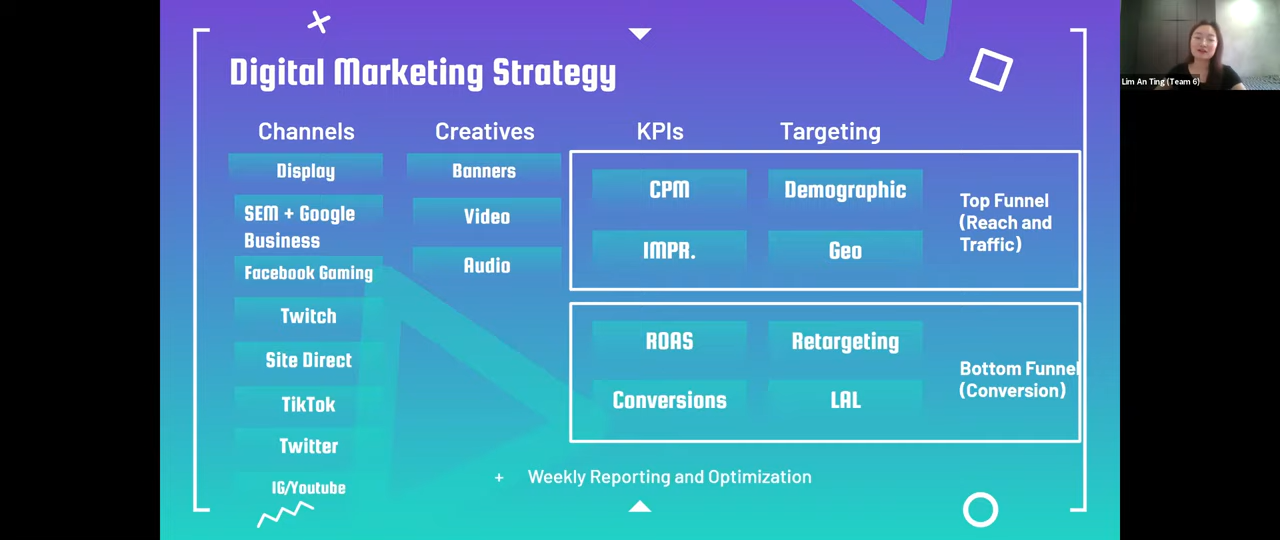 Digital Marketing Strategy
Channels
Display
SEM + Google
Business
Facebook Gaming
Twitch
Site Direct
TikTok
Twitter
IG/Youtube
Creatives
Banners
Video
Audio
KPIs
Targeting
CPM
Demographic
IMPR.
Geo
Top Funnel
(Reach and
Traffic)
ROAS
Retargeting
Conversions
LAL
Bottom Funnel
(Conversion)
+ Weekly Reporting and Optimization
Lim An Ting (Team 6)